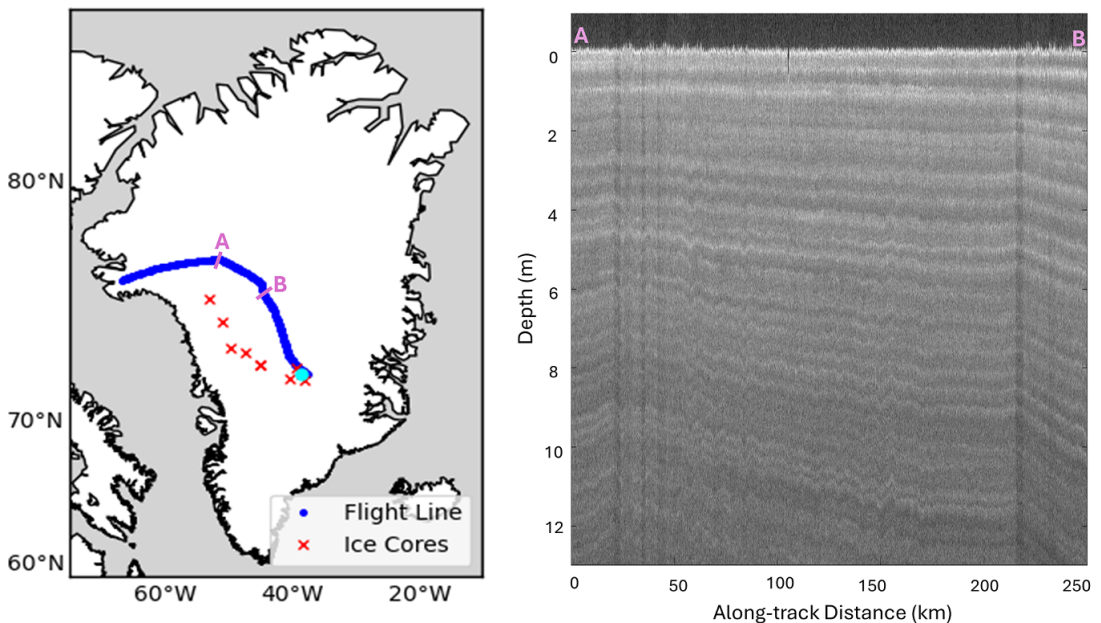 80°N
70°N
60°N
60°W 40°W 20°W
A
B
Flight Line
Ice Cores
A B
Depth (m)
0
2
4
6
8
10
12
0 50 100 150 200 250
Along-track Distance (km)